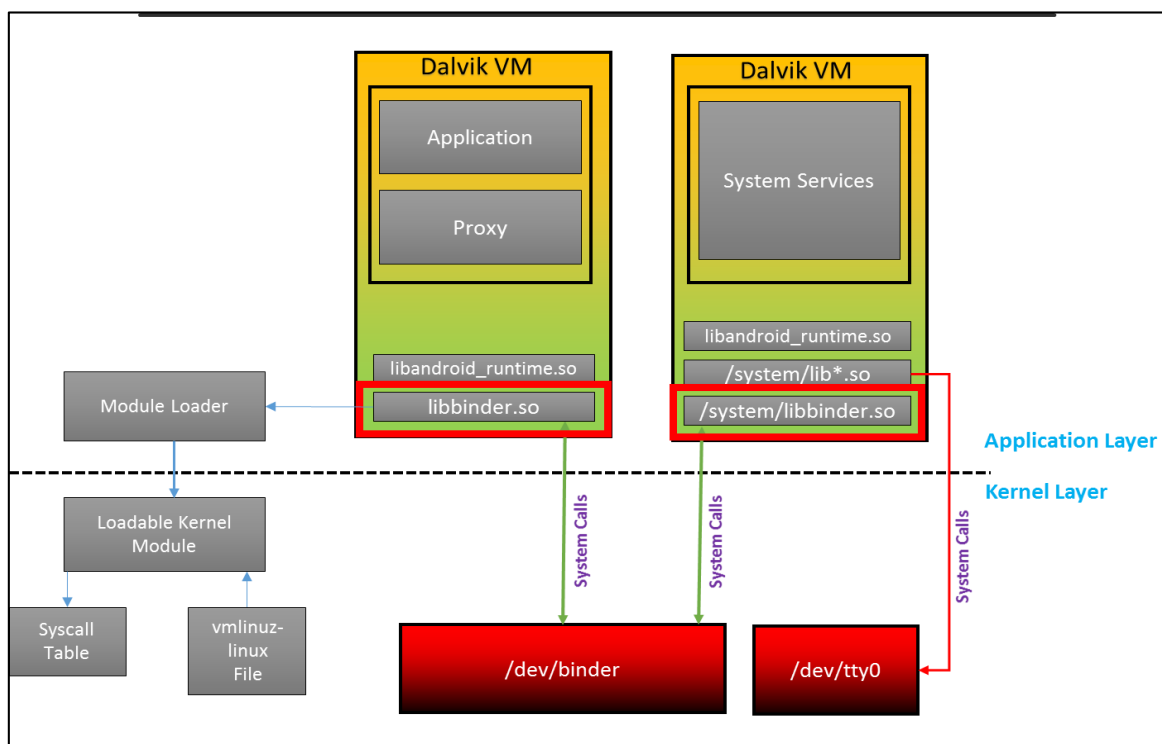 Dalvik VM
Application
Proxy
libandroid_runtime.so
libbinder.so
Dalvik VM
System Services
libandroid_runtime.so
/system/lib*.so
/system/libbinder.so
Module Loader
Application Layer
Kernel Layer
Loadable Kernel
Module
Syscall
Table
vmlinuz-
linux
File
System Calls
System Calls
System Calls
/dev/binder
/dev/tty0